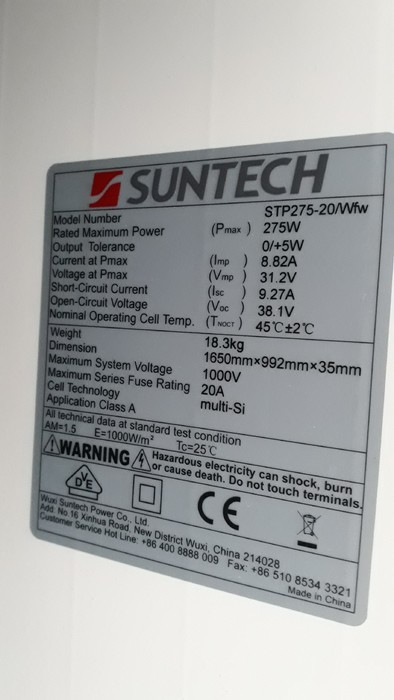 SUNTECH
Model Number STP275-20/Wfw
Rated Maximum Power (Pmax) 275W
Output Tolerance 0/+5W
Current at Pmax (Imp) 8.82A
Voltage at Pmax (Vmp) 31.2V
Short-Circuit Current (Isc) 9.27A
Open-Circuit Voltage (Voc) 38.1V
Nominal Operating Cell Temp. (TNOCT) 45℃±2℃
Weight 18.3kg
Dimension 1650mm×992mm×35mm
Maximum System Voltage 1000V
Maximum Series Fuse Rating 20A
Cell Technology multi-Si
Application Class A
All technical data at standard test condition
AM=1.5 E=1000W/m² Tc=25℃
WARNING Hazardous electricity can shock, burn
or cause death. Do not touch terminals.
DVE CE
Wuxi Suntech Power Co., Ltd.
Add: No.16 Xinhua Road, New District Wuxi, China 214028
Customer Service Hot Line: +86 400 8888 009 Fax: +86 510 8534 3321
Made in China